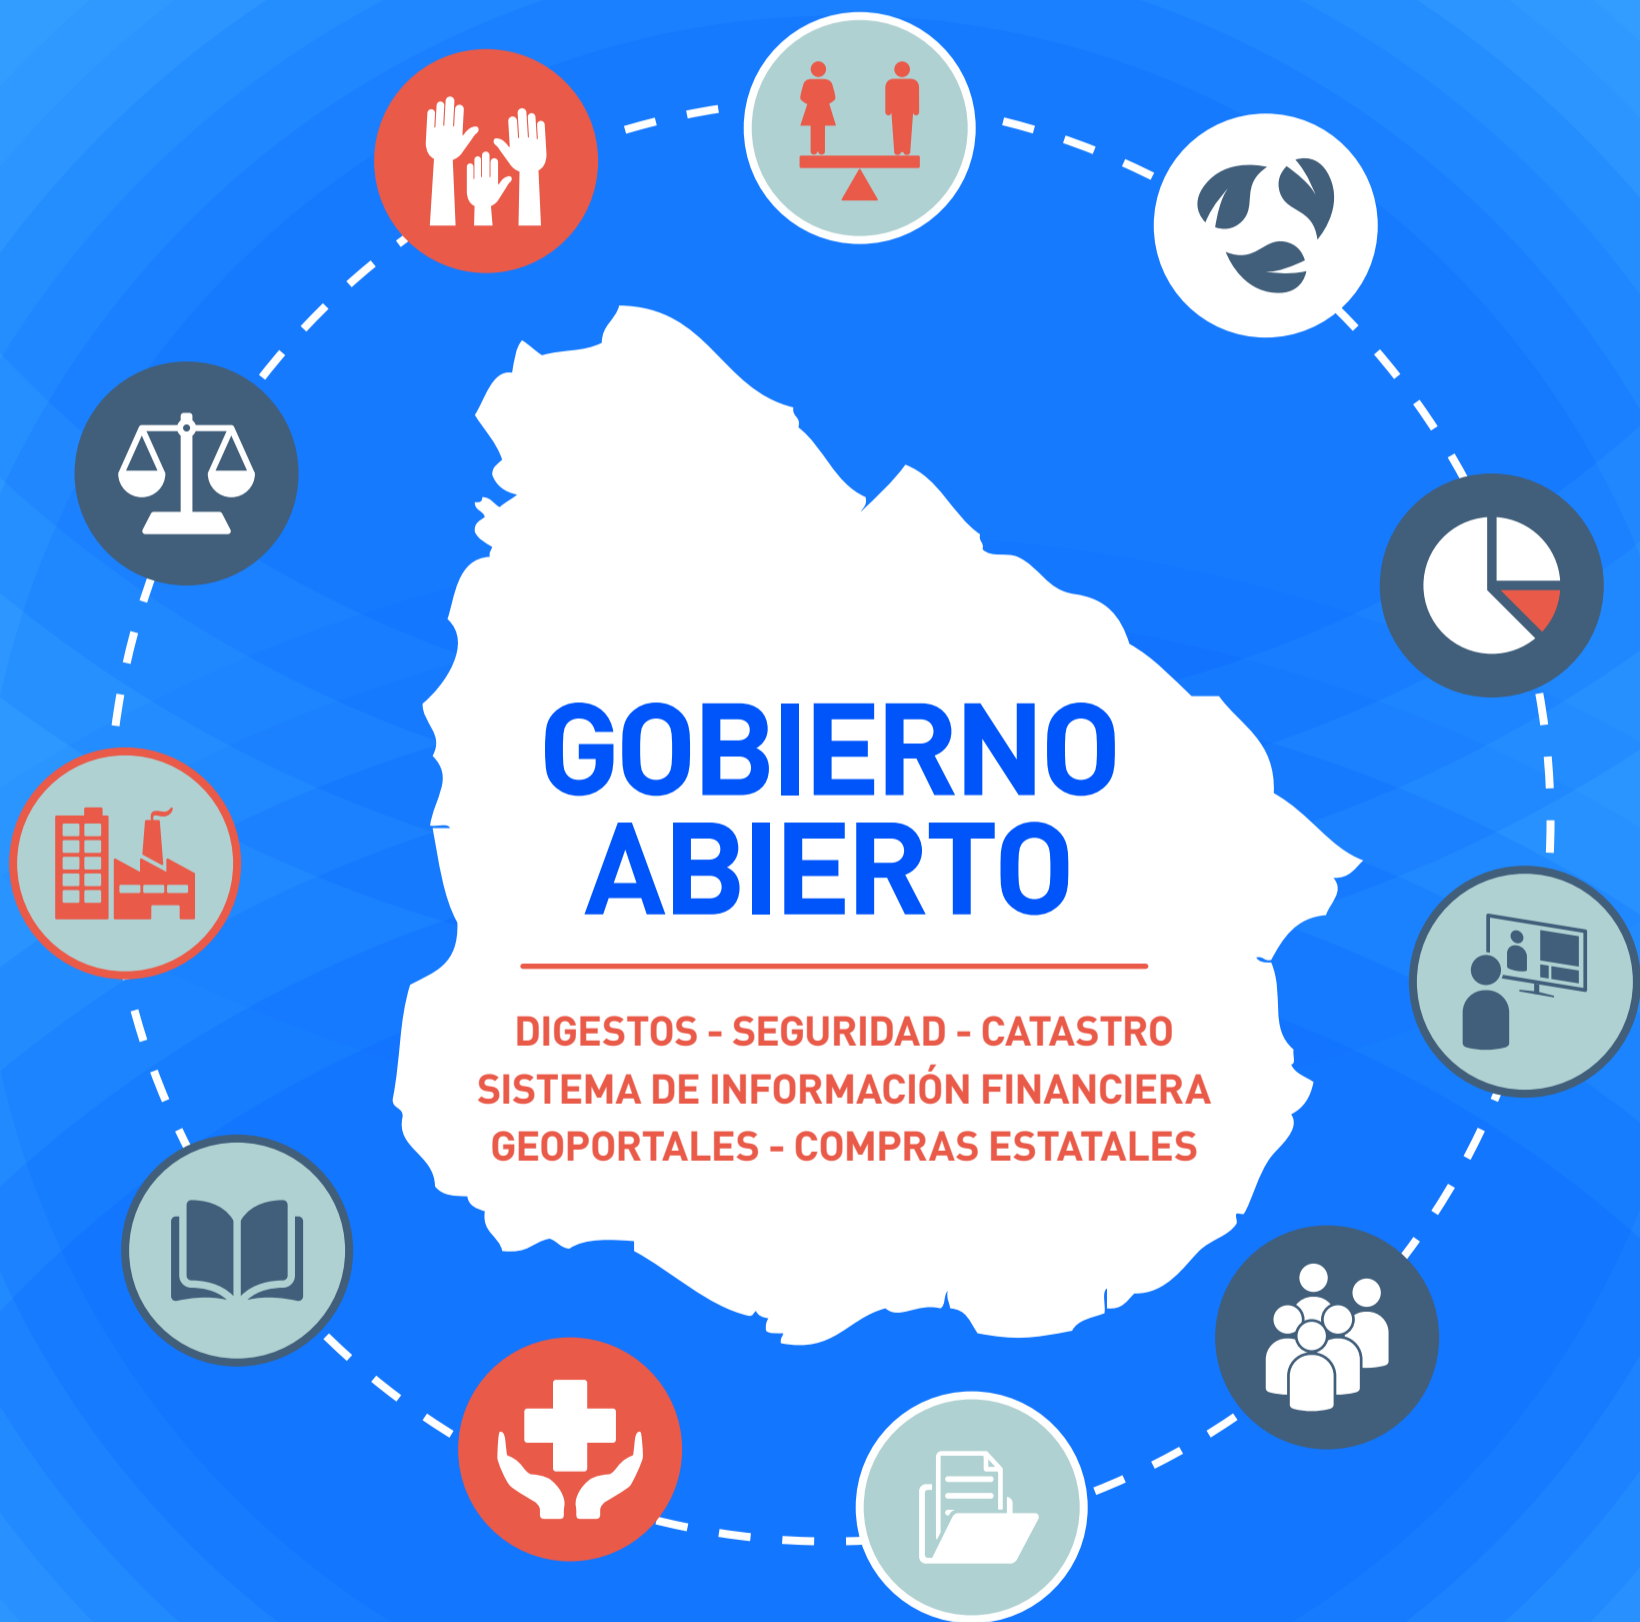 GOBIERNO
ABIERTO
DIGESTOS - SEGURIDAD - CATASTRO
SISTEMA DE INFORMACIÓN FINANCIERA
GEOPORTALES - COMPRAS ESTATALES